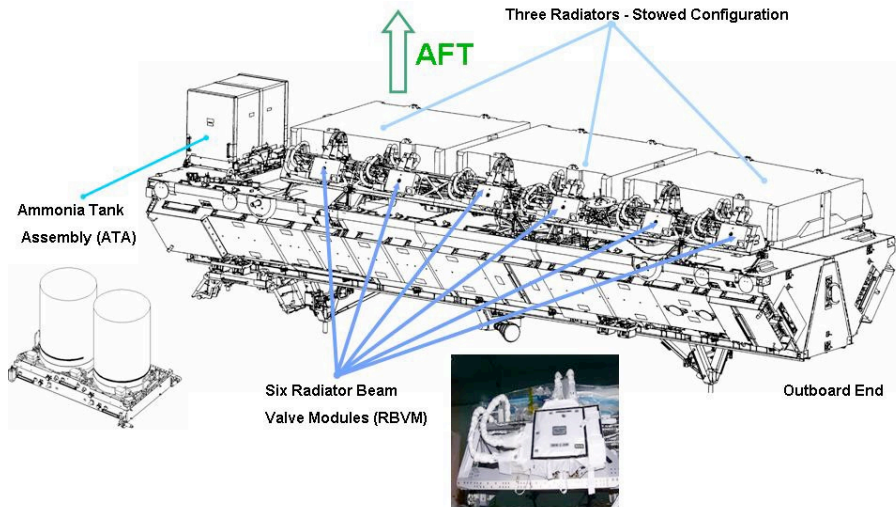 Three Radiators - Stowed Configuration
AFT
Ammonia Tank
Assembly (ATA)
Six Radiator Beam
Valve Modules (RBVM)
Outboard End